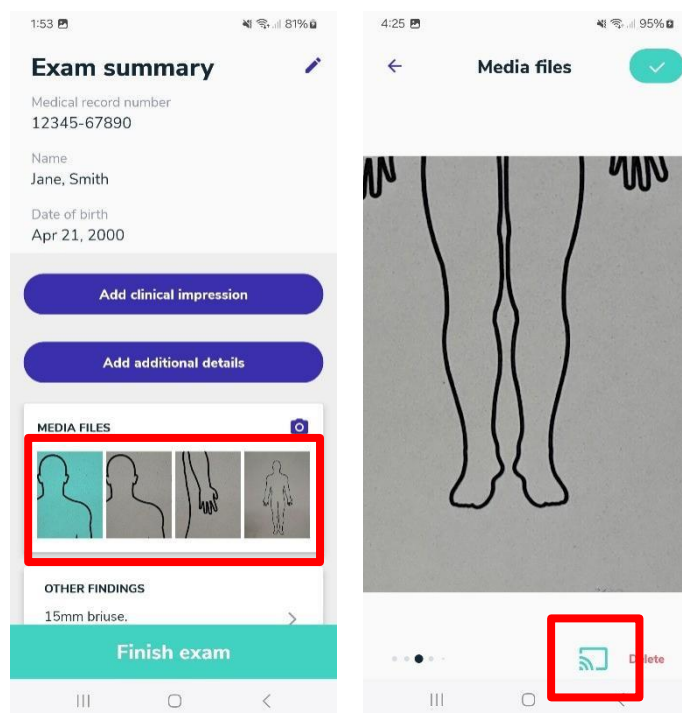 1:53 81%
Exam summary
Medical record number
12345-67890
Name
Jane, Smith
Date of birth
Apr 21, 2000
Add clinical impression
Add additional details
MEDIA FILES
OTHER FINDINGS
15mm briuse.
Finish exam
4:25 95%
Media files
Delete